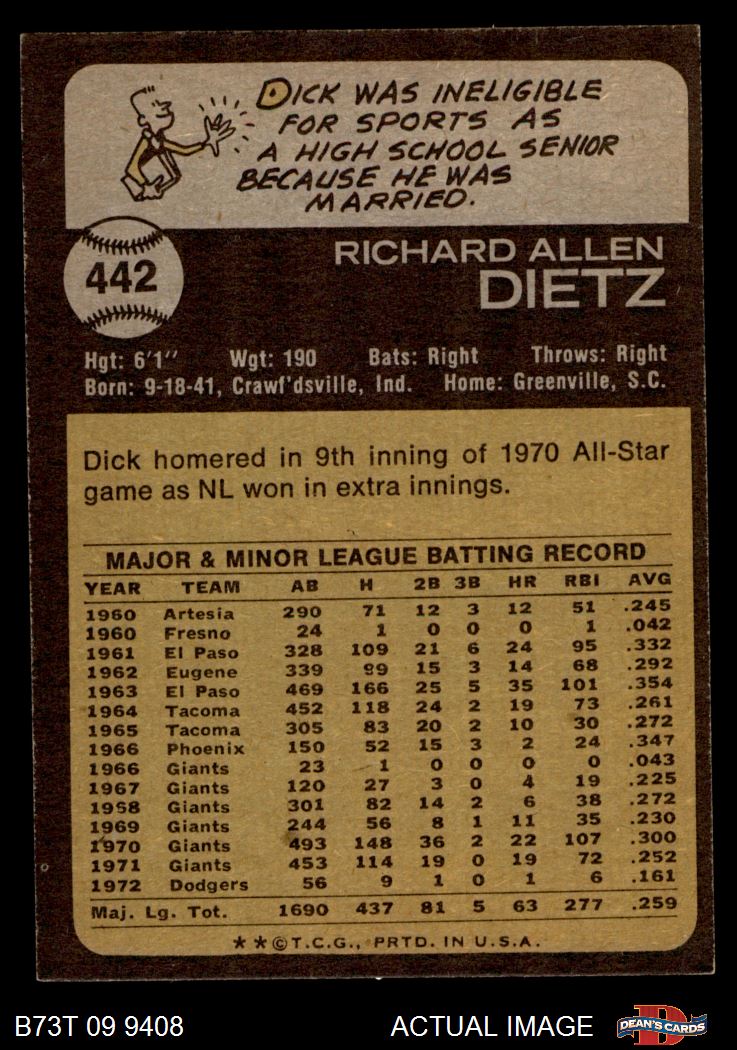 DICK WAS INELIGIBLE
FOR SPORTS AS
A HIGH SCHOOL SENIOR
BECAUSE HE WAS
MARRIED.
442
RICHARD ALLEN
DIETZ
Hgt: 6'1" Wgt: 190 Bats: Right Throws: Right
Born: 9-18-41, Crawf'dsville, Ind. Home: Greenville, S.C.
Dick homered in 9th inning of 1970 All-Star
game as NL won in extra innings.
MAJOR & MINOR LEAGUE BATTING RECORD
YEAR TEAM AB H 2B 3B HR RBI AVG
1960 Artesia 290 71 12 3 12 51 .245
1960 Fresno 24 1 0 0 0 1 .042
1961 El Paso 328 109 21 6 24 95 .332
1962 Eugene 339 99 15 3 14 68 .292
1963 El Paso 469 166 25 5 35 101 .354
1964 Tacoma 452 118 24 2 19 73 .261
1965 Tacoma 305 83 20 2 10 30 .272
1966 Phoenix 150 52 15 3 2 24 .347
1966 Giants 23 1 0 0 0 0 .043
1967 Giants 120 27 3 0 4 19 .225
1968 Giants 301 82 14 2 6 38 .272
1969 Giants 244 56 8 1 11 35 .230
1970 Giants 493 148 36 2 22 107 .300
1971 Giants 453 114 19 0 19 72 .252
1972 Dodgers 56 9 1 0 1 6 .161
Maj. Lg. Tot. 1690 437 81 5 63 277 .259
★★©T.C.G., PRTD. IN U.S.A.
B73T 09 9408 ACTUAL IMAGE D DEAN'S CARDS